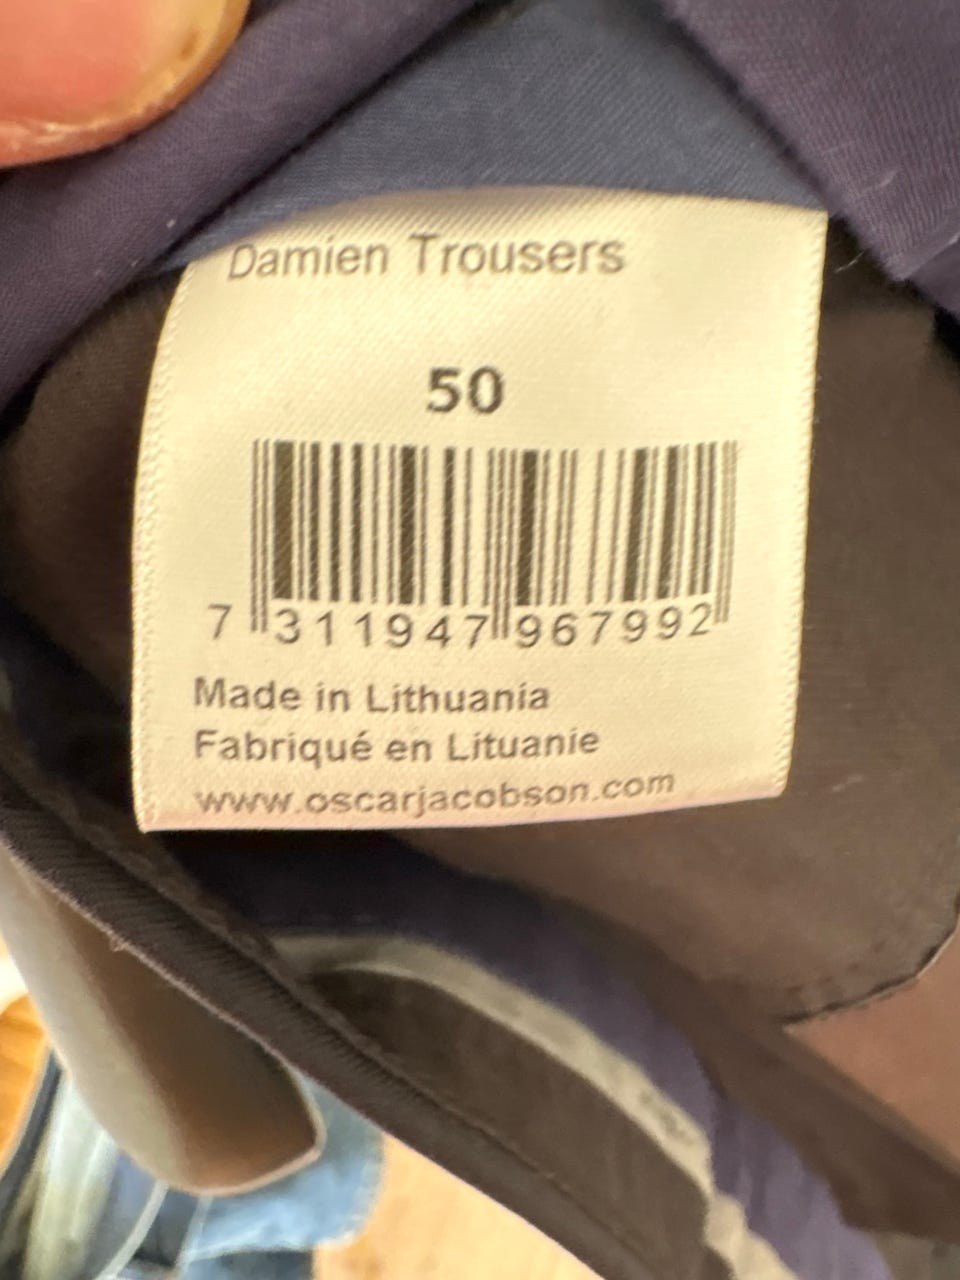 Damien Trousers
50
7 311947 967992
Made in Lithuania
Fabriqué en Lituanie
www.oscarjacobson.com